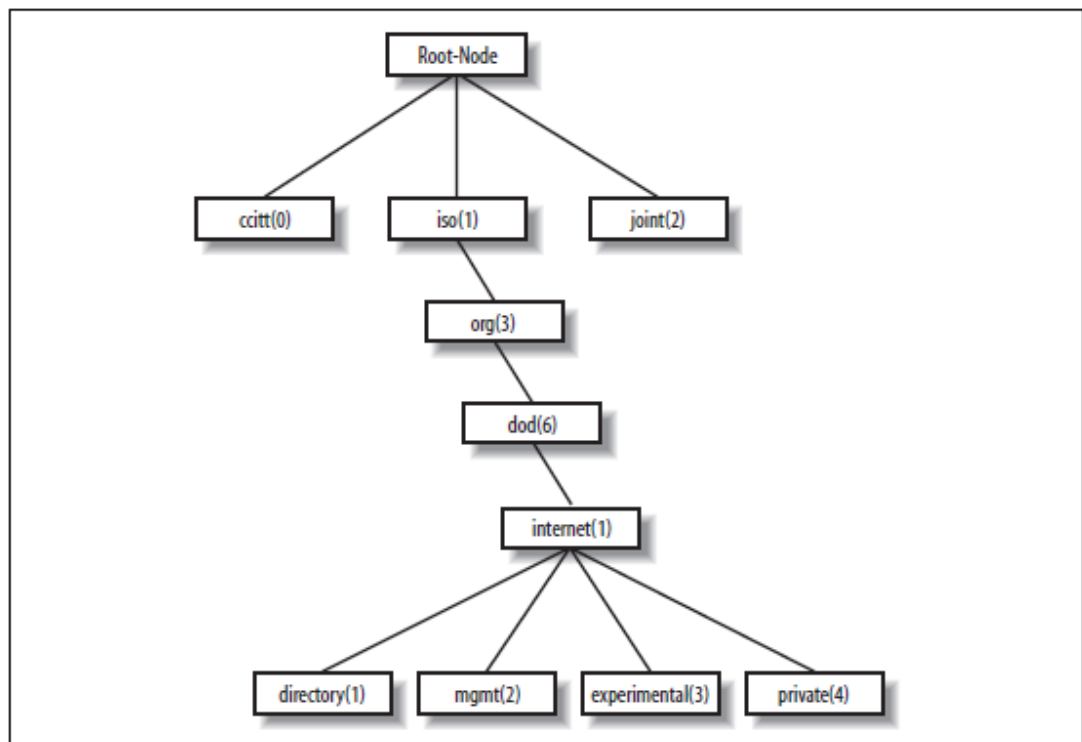 Root-Node
ccitt(0)
iso(1)
joint(2)
org(3)
dod(6)
internet(1)
directory(1)
mgmt(2)
experimental(3)
private(4)